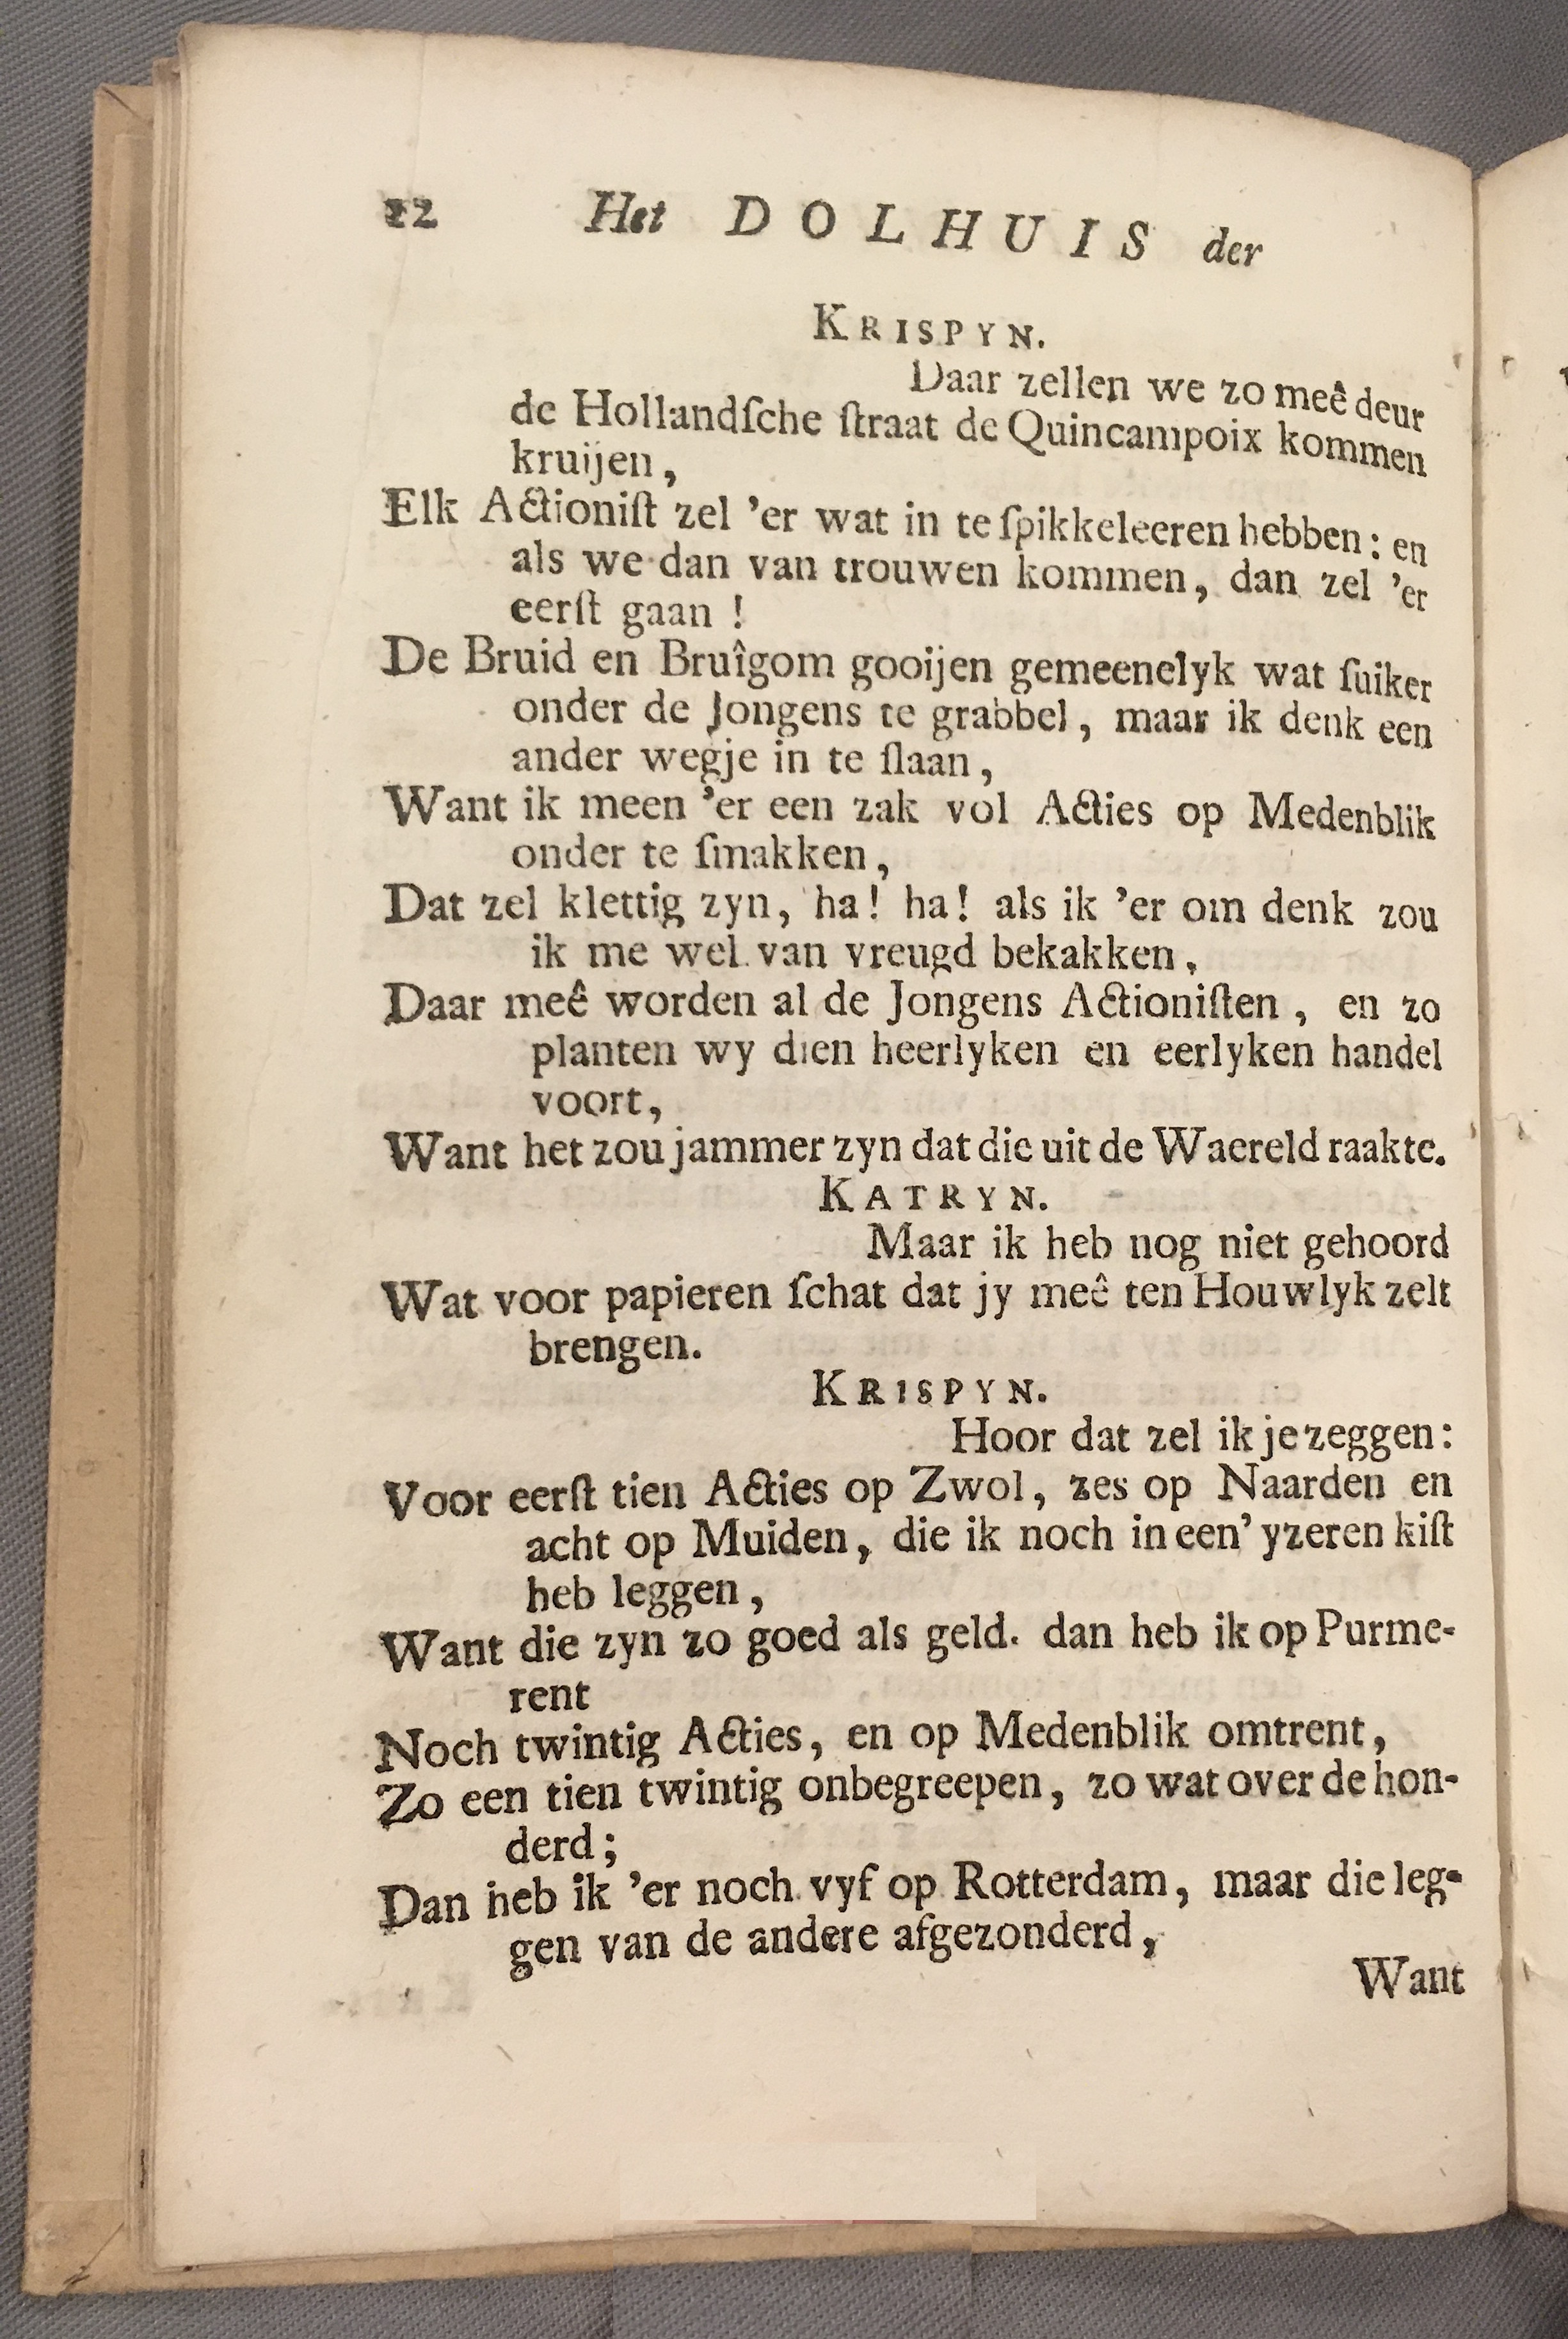 12 Het DOLHUIS der
KRISPYN.
Daar zellen we zo meê deur
de Hollandſche ſtraat de Quincampoix kommen
kruijen,
Elk Actioniſt zel 'er wat in te ſpikkeleeren hebben: en
als we dan van trouwen kommen, dan zel 'er
eerſt gaan !
De Bruid en Bruîgom gooijen gemeenelyk wat ſuiker
onder de Jongens te grabbel, maar ik denk een
ander wegje in te ſlaan,
Want ik meen 'er een zak vol Acties op Medenblik
onder te ſmakken,
Dat zel klettig zyn, ha! ha! als ik 'er om denk zou
ik me wel van vreugd bekakken,
Daar meê worden al de Jongens Actioniſten, en zo
planten wy dien heerlyken en eerlyken handel
voort,
Want het zou jammer zyn dat die uit de Waereld raakte.
KATRYN.
Maar ik heb nog niet gehoord
Wat voor papieren ſchat dat jy meê ten Houwlyk zelt
brengen.
KRISPYN.
Hoor dat zel ik je zeggen:
Voor eerſt tien Acties op Zwol, zes op Naarden en
acht op Muiden, die ik noch in een' yzeren kiſt
heb leggen,
Want die zyn zo goed als geld. dan heb ik op Purme-
rent
Noch twintig Acties, en op Medenblik omtrent,
Zo een tien twintig onbegreepen, zo wat over de hon-
derd;
Dan heb ik 'er noch vyf op Rotterdam, maar die leg-
gen van de andere afgezonderd,
Want